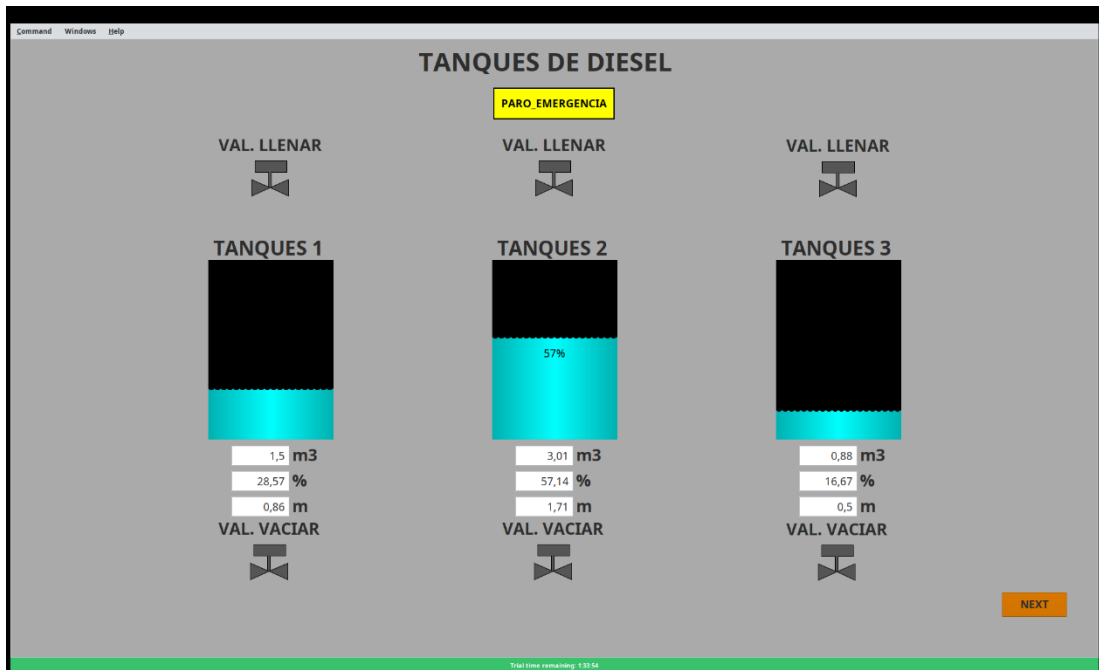 Command Windows Help
TANQUES DE DIESEL
PARO_EMERGENCIA
VAL. LLENAR VAL. LLENAR VAL. LLENAR
TANQUES 1 TANQUES 2 TANQUES 3
57%
1,5 m3 3,01 m3 0,88 m3
28,57 % 57,14 % 16,67 %
0,86 m 1,71 m 0,5 m
VAL. VACIAR VAL. VACIAR VAL. VACIAR
NEXT
Trial time remaining: 1:33:54